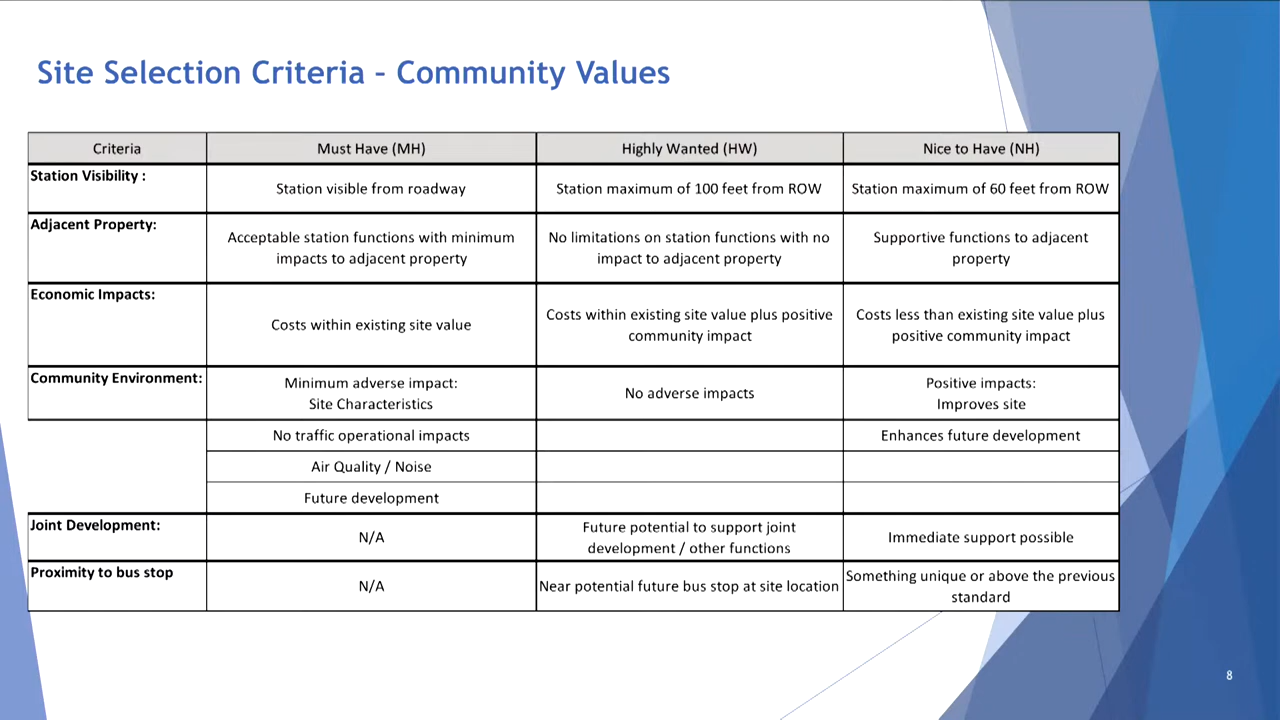 Site Selection Criteria – Community Values
Criteria
Must Have (MH)
Highly Wanted (HW)
Nice to Have (NH)
Station Visibility :
Station visible from roadway
Station maximum of 100 feet from ROW
Station maximum of 60 feet from ROW
Adjacent Property:
Acceptable station functions with minimum
impacts to adjacent property
No limitations on station functions with no
impact to adjacent property
Supportive functions to adjacent
property
Economic Impacts:
Costs within existing site value
Costs within existing site value plus positive
community impact
Costs less than existing site value plus
positive community impact
Community Environment:
Minimum adverse impact:
Site Characteristics
No adverse impacts
Positive impacts:
Improves site
No traffic operational impacts
Enhances future development
Air Quality / Noise
Future development
Joint Development:
N/A
Future potential to support joint
development / other functions
Immediate support possible
Proximity to bus stop
N/A
Near potential future bus stop at site location
Something unique or above the previous
standard
8